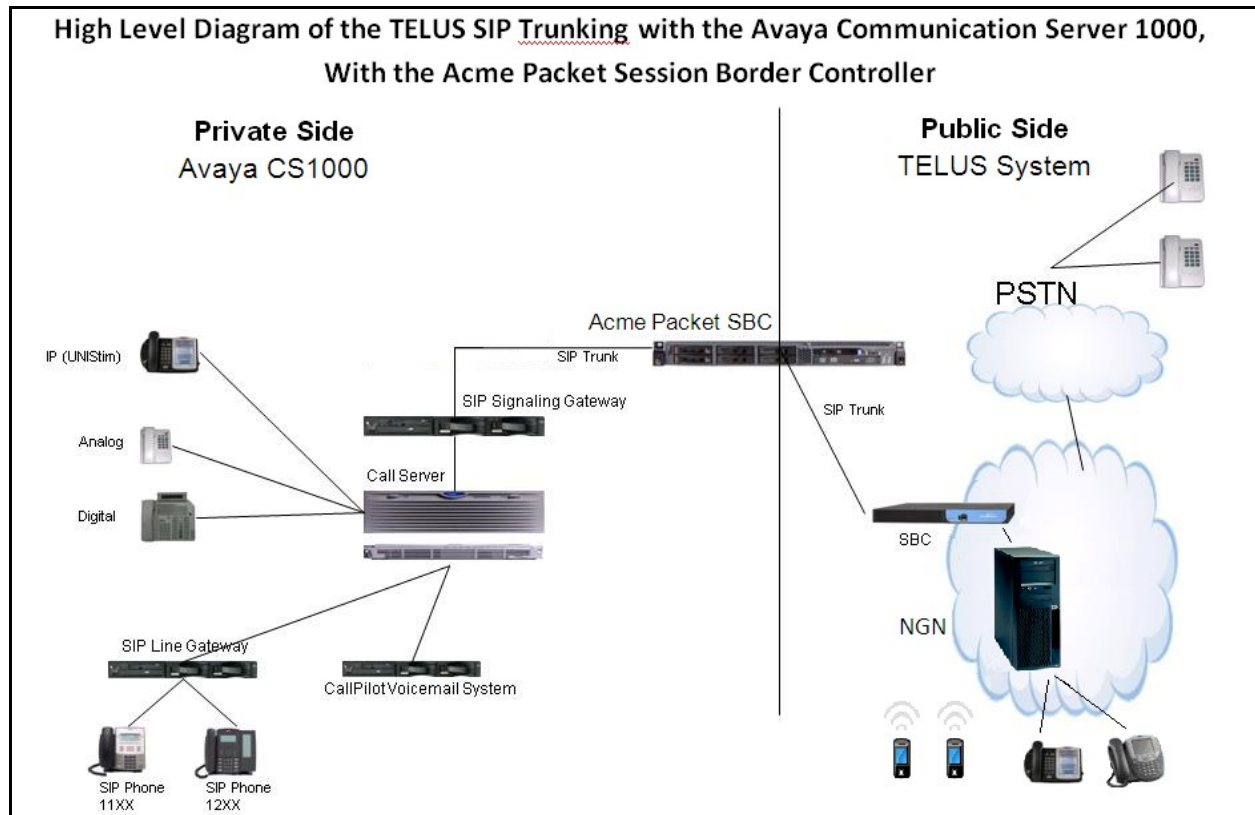 High Level Diagram of the TELUS SIP Trunking with the Avaya Communication Server 1000,
With the Acme Packet Session Border Controller
Private Side
Avaya CS1000
Public Side
TELUS System
PSTN
Acme Packet SBC
IP (UNIStim)
SIP Trunk
SIP Signaling Gateway
SIP Trunk
Analog
Call Server
Digital
SBC
NGN
SIP Line Gateway
CallPilot Voicemail System
SIP Phone
11XX
SIP Phone
12XX